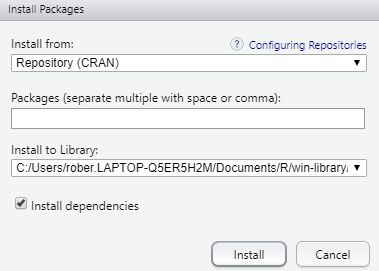 Install Packages
Install from:
? Configuring Repositories
Repository (CRAN)
Packages (separate multiple with space or comma):
Install to Library:
C:/Users/rober.LAPTOP-Q5ER5H2M/Documents/R/win-library/
Install dependencies
Install
Cancel